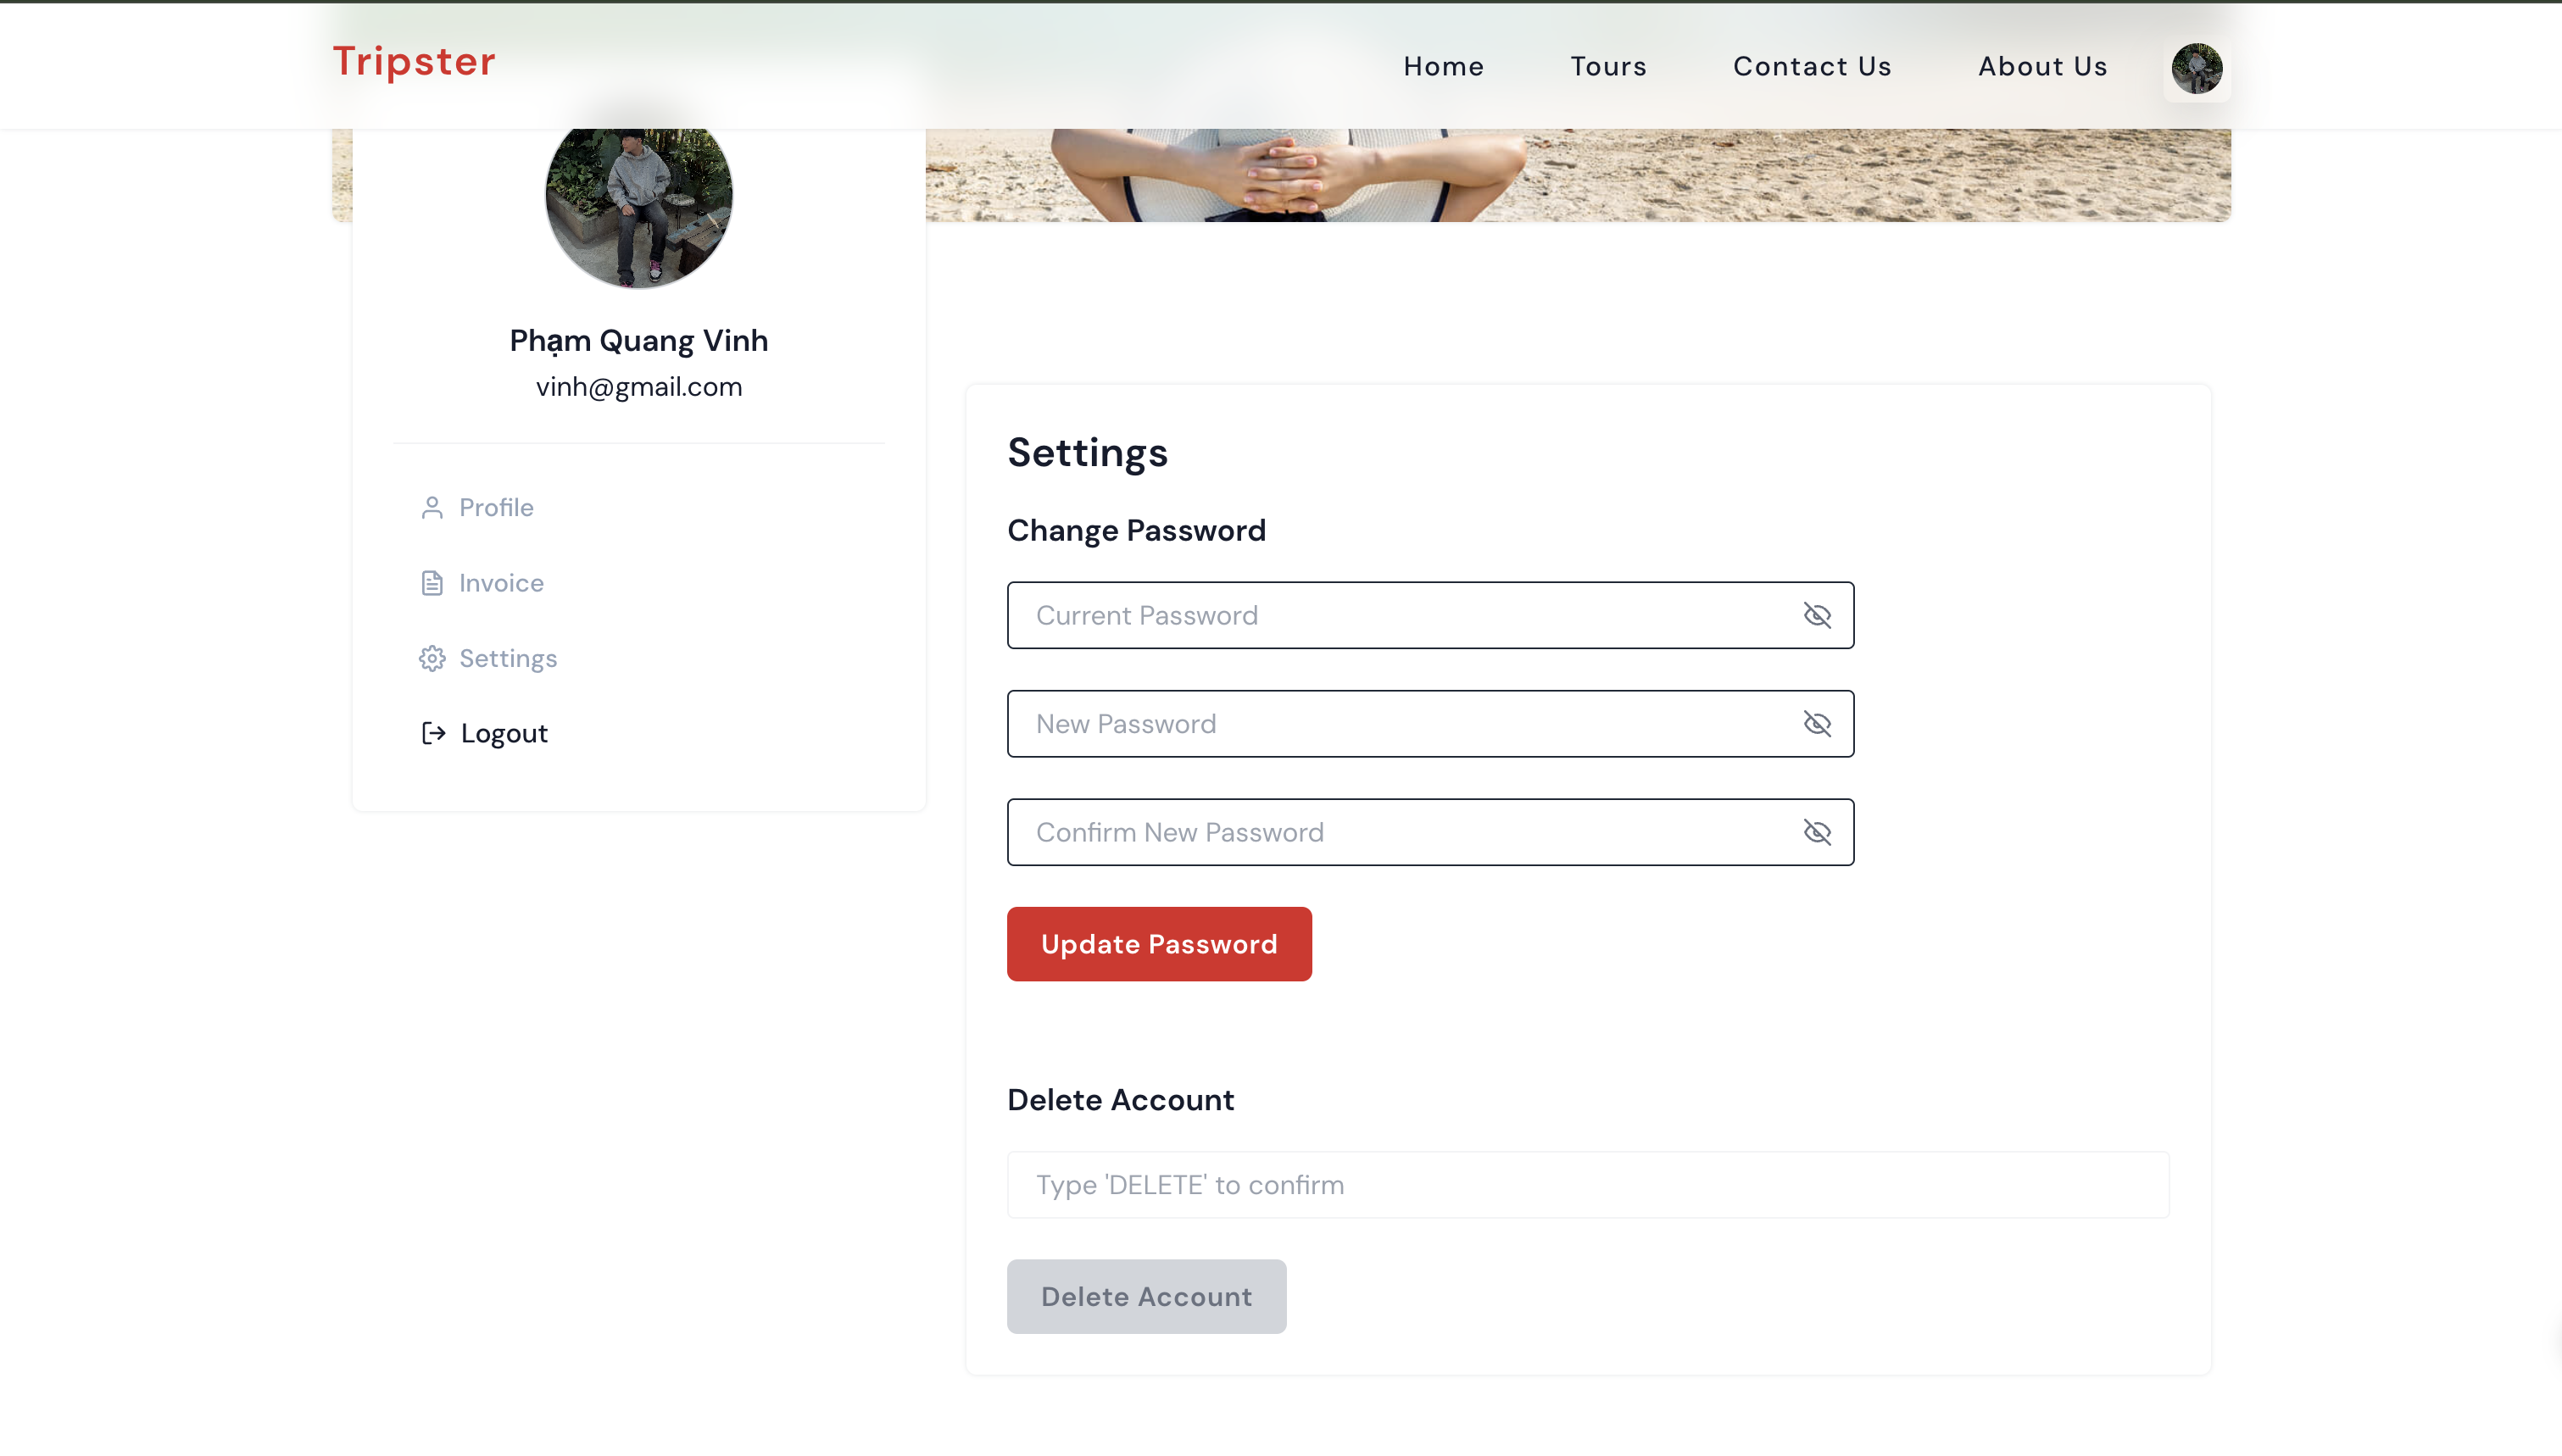 Tripster
Home
Tours
Contact Us
About Us
Phạm Quang Vinh
vinh@gmail.com
Profile
Invoice
Settings
Logout
Settings
Change Password
Current Password
New Password
Confirm New Password
Update Password
Delete Account
Type 'DELETE' to confirm
Delete Account